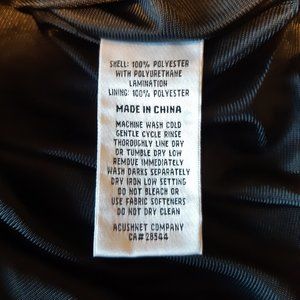 SHELL: 100% POLYESTER
WITH POLYURETHANE
LAMINATION
LINING: 100% POLYESTER
MADE IN CHINA
MACHINE WASH COLD
GENTLE CYCLE RINSE
THOROUGHLY LINE DRY
OR TUMBLE DRY LOW
REMOVE IMMEDIATELY
WASH DARKS SEPARATELY
DRY IRON LOW SETTING
DO NOT BLEACH OR
USE FABRIC SOFTENERS
DO NOT DRY CLEAN
ACUSHNET COMPANY
CA#28544